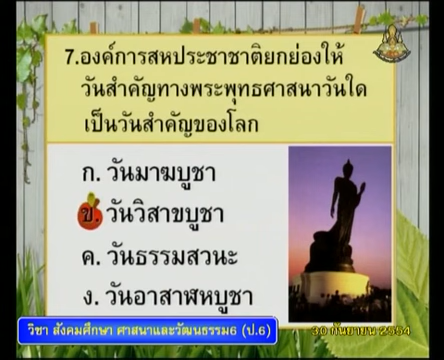 7.องค์การสหประชาชาติยกย่องให้
วันสำคัญทางพระพุทธศาสนาวันใด
เป็นวันสำคัญของโลก
ก. วันมาฆบูชา
ข. วันวิสาขบูชา
ค. วันธรรมสวนะ
ง. วันอาสาฬหบูชา
วิชา สังคมศึกษา ศาสนาและวัฒนธรรม6 (ป.6)
30 กันยายน 2554